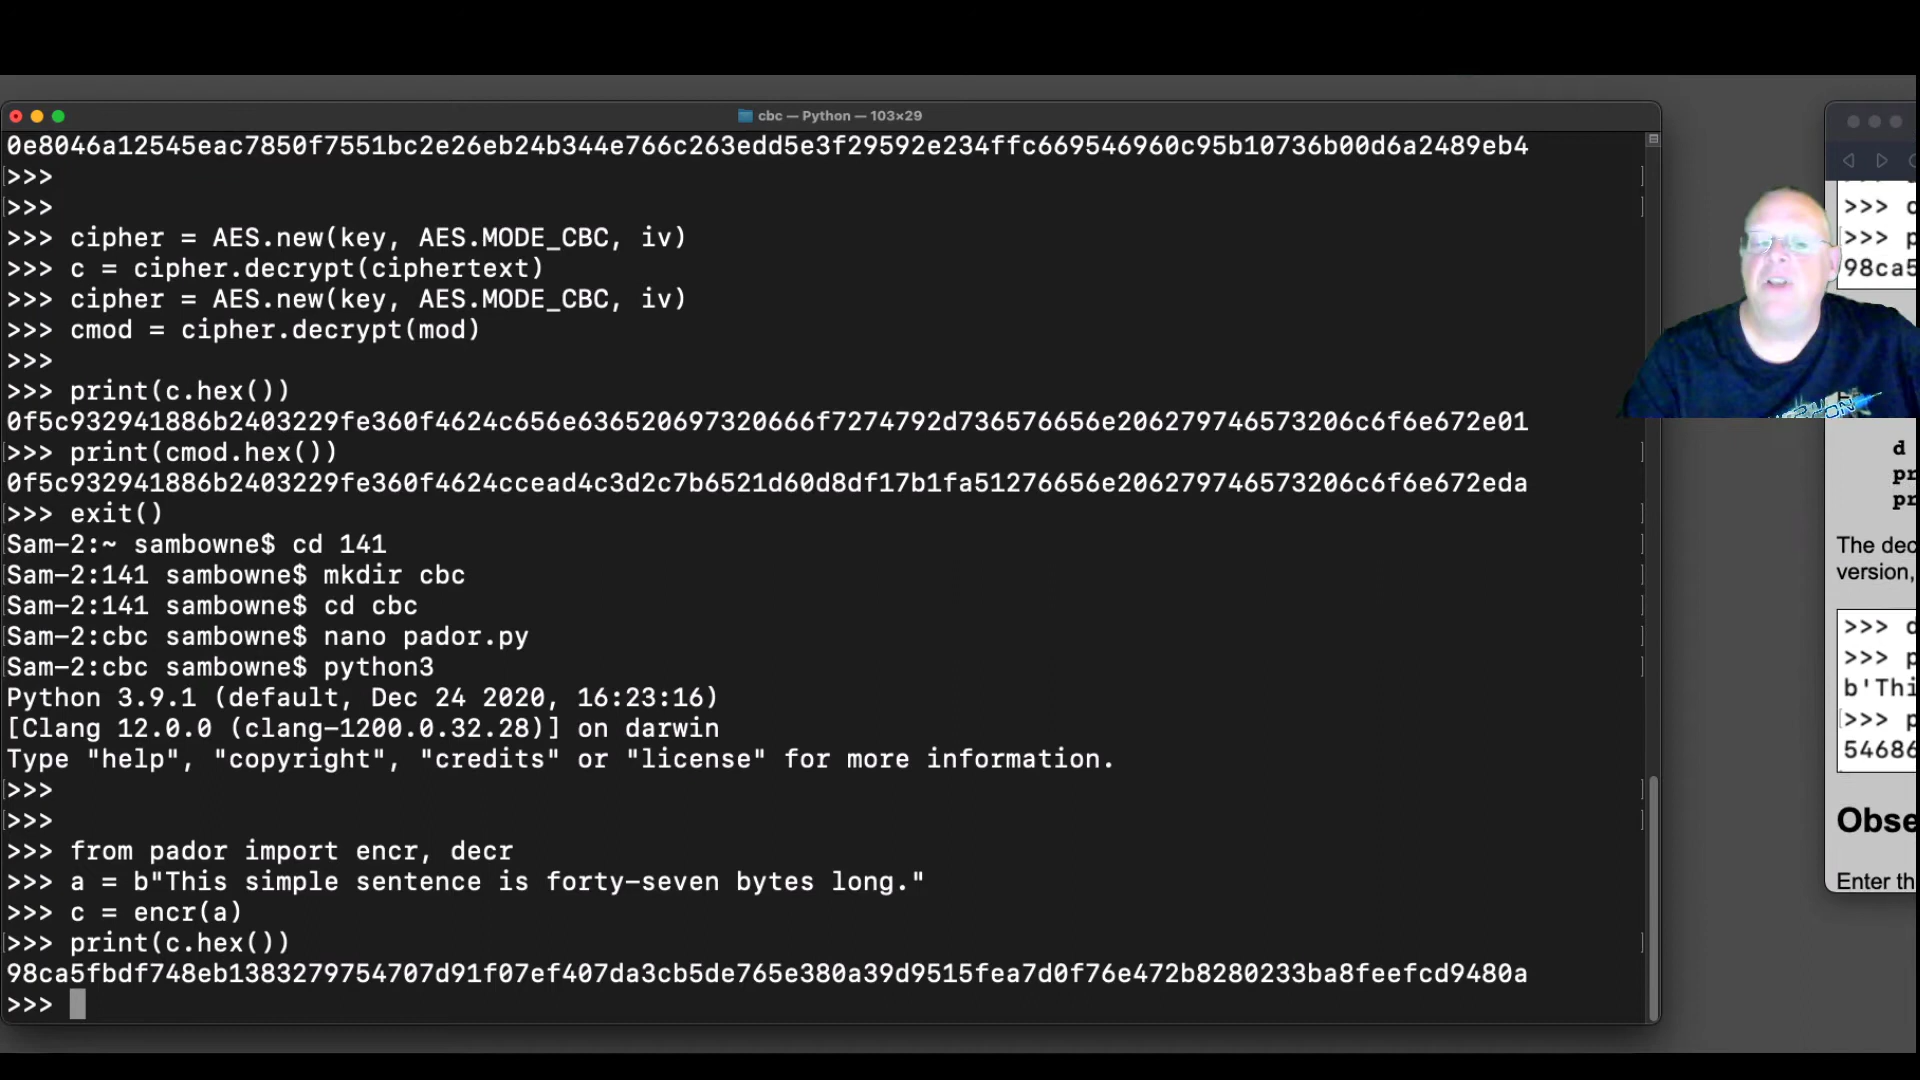 cbc — Python — 103×29
0e8046a12545eac7850f7551bc2e26eb24b344e766c263edd5e3f29592e234ffc669546960c95b10736b00d6a2489eb4
>>>
>>>
>>> cipher = AES.new(key, AES.MODE_CBC, iv)
>>> c = cipher.decrypt(ciphertext)
>>> cipher = AES.new(key, AES.MODE_CBC, iv)
>>> cmod = cipher.decrypt(mod)
>>>
>>> print(c.hex())
0f5c932941886b2403229fe360f4624c656e636520697320666f7274792d736576656e206279746573206c6f6e672e01
>>> print(cmod.hex())
0f5c932941886b2403229fe360f4624ccead4c3d2c7b6521d60d8df17b1fa51276656e206279746573206c6f6e672eda
>>> exit()
Sam-2:~ sambowne$ cd 141
Sam-2:141 sambowne$ mkdir cbc
Sam-2:141 sambowne$ cd cbc
Sam-2:cbc sambowne$ nano pador.py
Sam-2:cbc sambowne$ python3
Python 3.9.1 (default, Dec 24 2020, 16:23:16)
[Clang 12.0.0 (clang-1200.0.32.28)] on darwin
Type "help", "copyright", "credits" or "license" for more information.
>>>
>>>
>>> from pador import encr, decr
>>> a = b"This simple sentence is forty-seven bytes long."
>>> c = encr(a)
>>> print(c.hex())
98ca5fbdf748eb1383279754707d91f07ef407da3cb5de765e380a39d9515fea7d0f76e472b8280233ba8feefcd9480a
>>>
>>> c
>>> p
98ca5
d
pr
pr
The dec
version,
>>> d
>>> p
b'Thi
>>> p
54686
Obse
Enter th